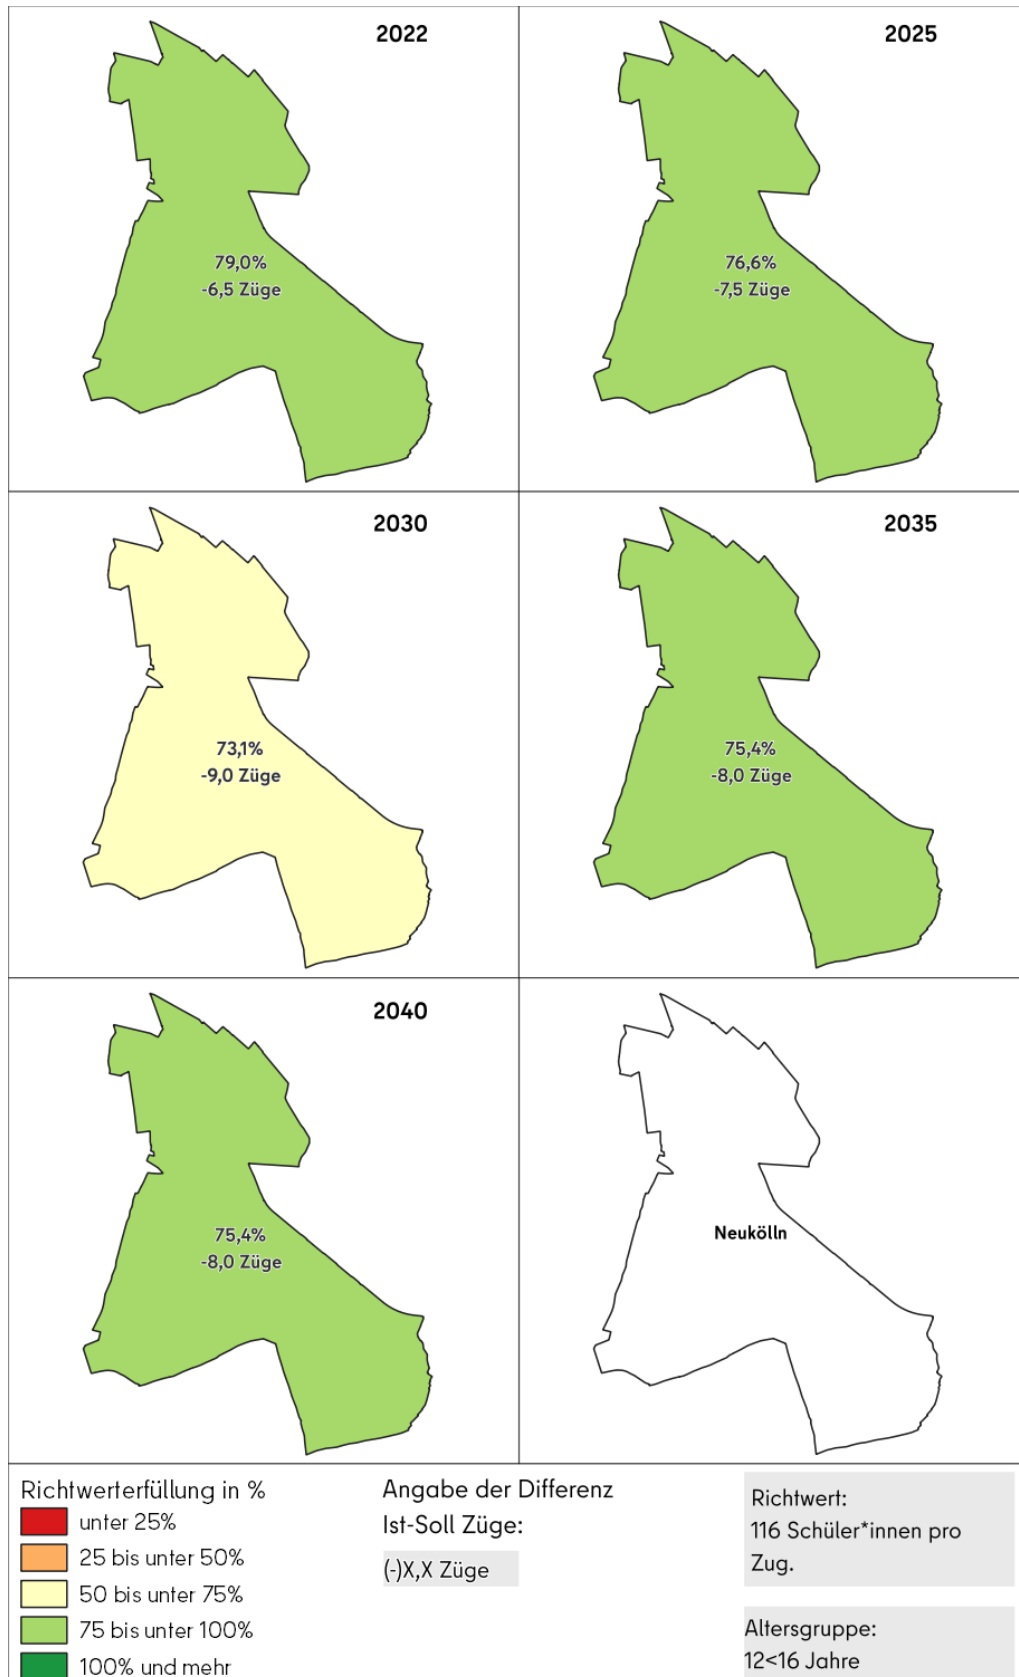 2022
79,0%
-6,5 Züge
2025
76,6%
-7,5 Züge
2030
73,1%
-9,0 Züge
2035
75,4%
-8,0 Züge
2040
75,4%
-8,0 Züge
Neukölln
Richtwerterfüllung in %
unter 25%
25 bis unter 50%
50 bis unter 75%
75 bis unter 100%
100% und mehr
Angabe der Differenz
Ist-Soll Züge:
(-)X,X Züge
Richtwert:
116 Schüler*innen pro
Zug.
Altersgruppe:
12<16 Jahre